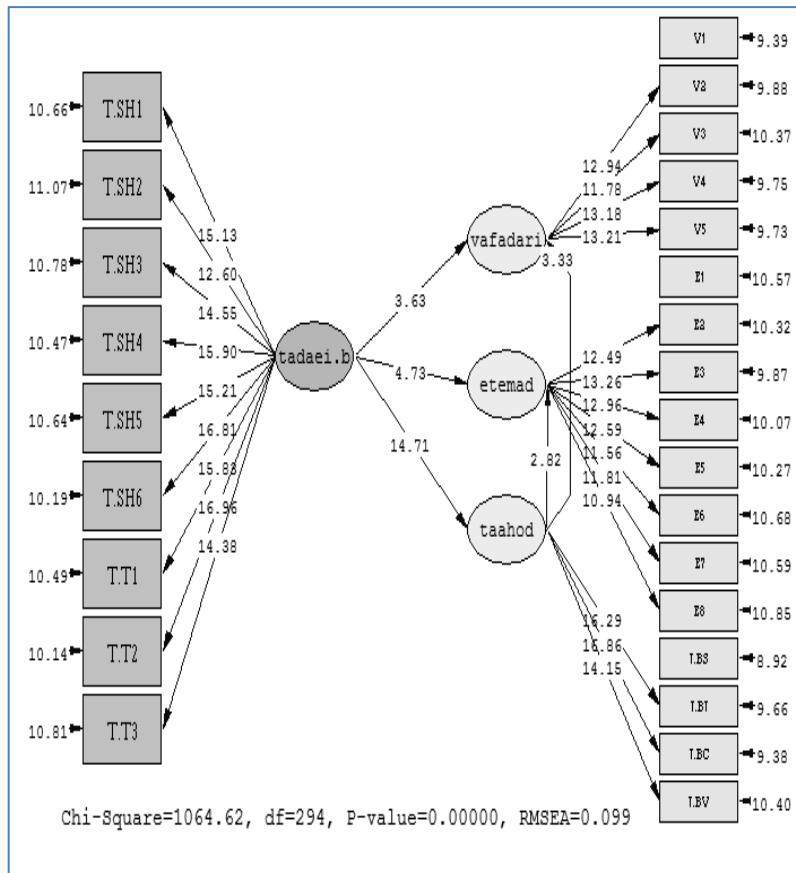 10.66 T.SH1
11.07 T.SH2
10.78 T.SH3
10.47 T.SH4
10.64 T.SH5
10.19 T.SH6
10.49 T.T1
10.14 T.T2
10.81 T.T3
15.13
12.60
14.55
15.90
15.21
16.81
15.83
16.96
14.38
tadaei.b
3.63
4.73
14.71
vafadari
etemad
taahod
3.33
2.82
12.94
11.78
13.18
13.21
12.49
13.26
12.96
12.59
11.56
11.81
10.94
16.29
16.86
14.15
V1 9.39
V2 9.88
V3 10.37
V4 9.75
V5 9.73
E1 10.57
E2 10.32
E3 9.87
E4 10.07
E5 10.27
E6 10.68
E7 10.59
E8 10.85
8.92
9.66
9.38
10.40
Chi-Square=1064.62, df=294, P-value=0.00000, RMSEA=0.099